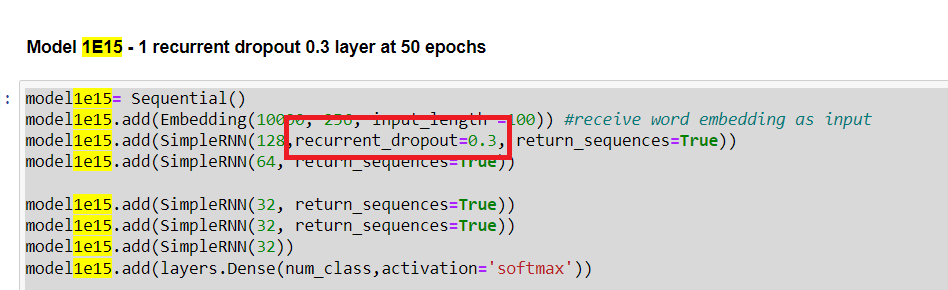 Model 1E15 - 1 recurrent dropout 0.3 layer at 50 epochs
:
model1e15= Sequential()
model1e15.add(Embedding(10000, 256, input_length =100)) #receive word embedding as input
model1e15.add(SimpleRNN(128,recurrent_dropout=0.3, return_sequences=True))
model1e15.add(SimpleRNN(64, return_sequences=True))
model1e15.add(SimpleRNN(32, return_sequences=True))
model1e15.add(SimpleRNN(32, return_sequences=True))
model1e15.add(SimpleRNN(32))
model1e15.add(layers.Dense(num_class,activation='softmax'))